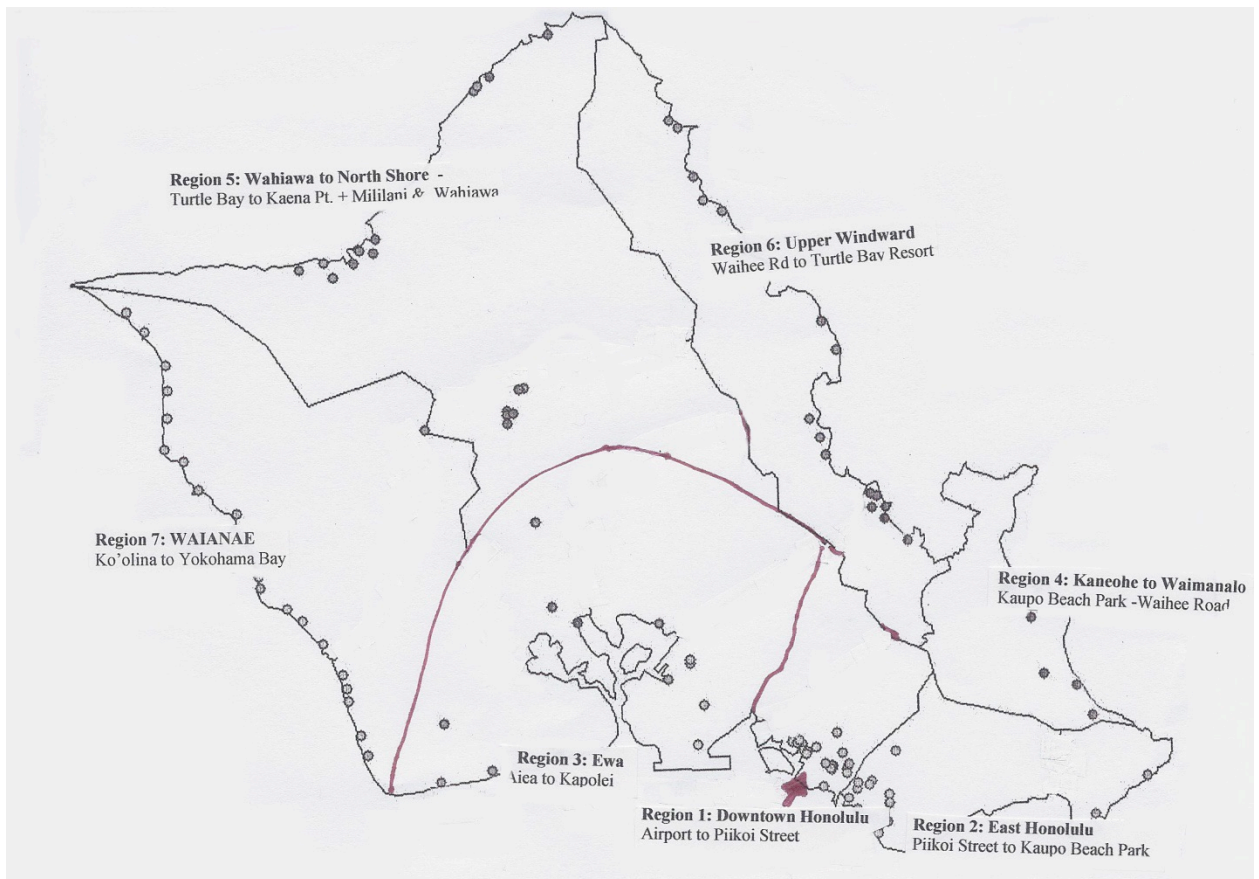 Region 5: Wahiawa to North Shore -
Turtle Bay to Kaena Pt. + Mililani & Wahiawa
Region 6: Upper Windward
Waihee Rd to Turtle Bay Resort
Region 7: WAIANAE
Ko'olina to Yokohama Bay
Region 4: Kaneohe to Waimanalo
Kaupo Beach Park -Waihee Road
Region 3: Ewa
Aiea to Kapolei
Region 1: Downtown Honolulu
Airport to Piikoi Street
Region 2: East Honolulu
Piikoi Street to Kaupo Beach Park